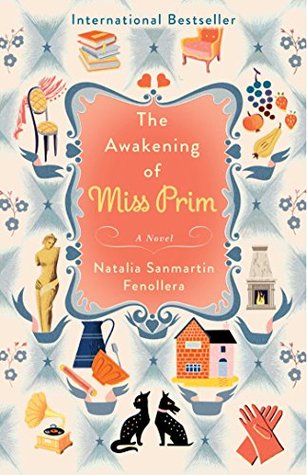 International Bestseller
The
Awakening
of
Miss Prim
A Novel
Natalia Sanmartin
Fenollera